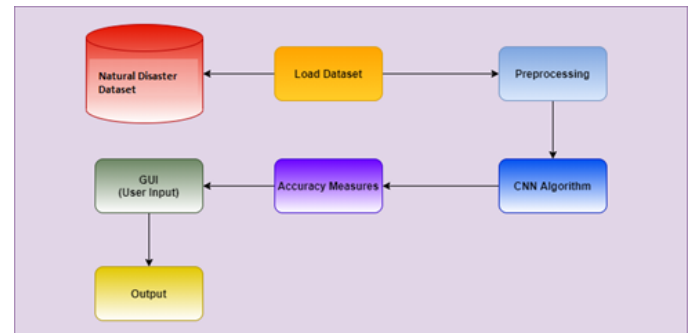 Natural Disaster
Dataset
Load Dataset
Preprocessing
GUI
(User Input)
Accuracy Measures
CNN Algorithm
Output